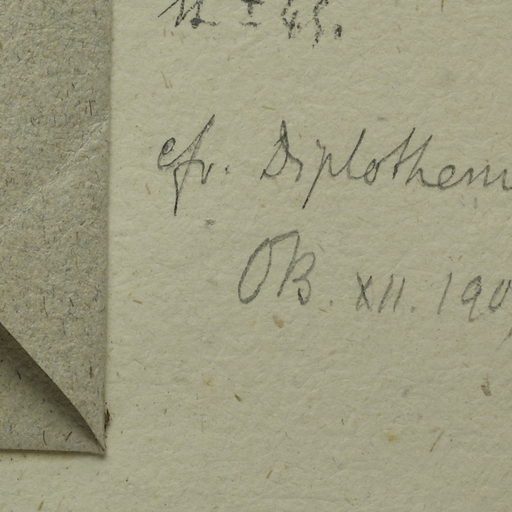 cfr. Diplothem
OB. XII. 190